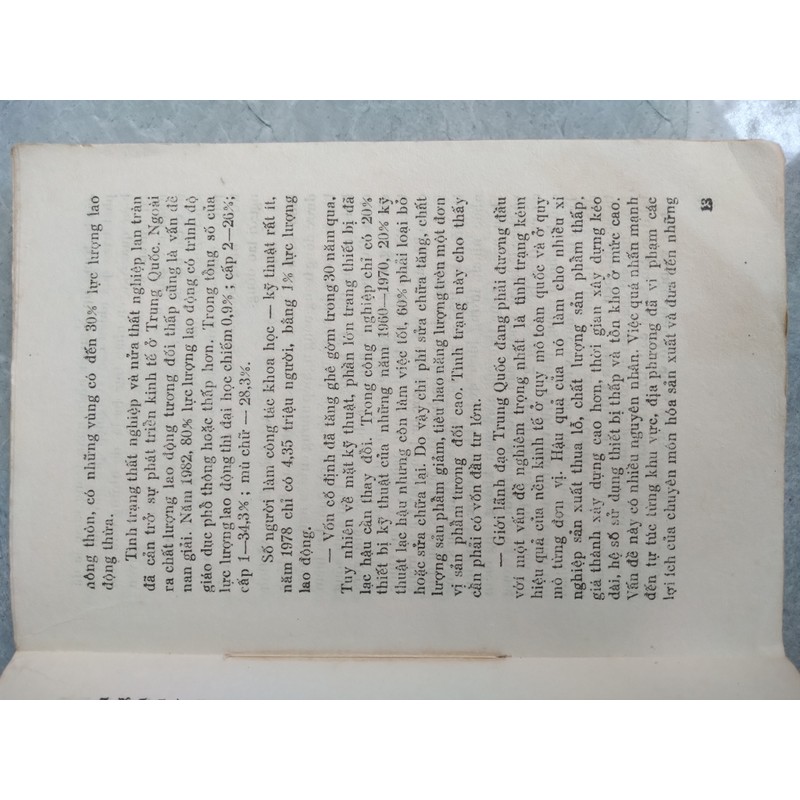 nông thôn, có những vùng có đến 30% lực lượng lao
động thừa.
Tình trạng thất nghiệp và nửa thất nghiệp lan tràn
đã cản trở sự phát triển kinh tế ở Trung Quốc. Ngoài
ra chất lượng lao động tương đối thấp cũng là vấn đề
nan giải. Năm 1982, 80% lực lượng lao động có trình độ
giáo dục phổ thông hoặc thấp hơn. Trong tổng số của
lực lượng lao động thì đại học chiếm 0,9% ; cấp 2—26%;
cấp 1—34,3% ; mù chữ —28,3%.
Số người làm công tác khoa học — kỹ thuật rất ít,
năm 1978 chỉ có 4,35 triệu người, bằng 1% lực lượng
lao động.
— Vốn cố định đã tăng ghê gớm trong 30 năm qua,
Tuy nhiên về mặt kỹ thuật, phần lớn trang thiết bị đã
lạc hậu cần thay đổi. Trong công nghiệp chỉ có 20%
thiết bị kỹ thuật của những năm 1960—1970, 20% kỹ
thuật lạc hậu nhưng còn làm việc tốt, 60% phải loại bỏ
hoặc sửa chữa lại. Do vậy chi phí sửa chữa tăng, chất
lượng sản phẩm giảm, tiêu hao năng lượng trên một đơn
vị sản phẩm tương đối cao. Tình trạng này cho thấy
cần phải có vốn đầu tư lớn.
— Giới lãnh đạo Trung Quốc đang phải đương đầu
với một vấn đề nghiêm trọng nhất là tình trạng kém
hiệu quả của nền kinh tế ở quy mô toàn quốc và ở quy
mô từng đơn vị. Hậu quả của nó làm cho nhiều xí
nghiệp sản xuất thua lỗ, chất lượng sản phẩm thấp,
giá thành xây dựng cao hơn, thời gian xây dựng kéo
dài, hệ số sử dụng thiết bị thấp và tồn kho ở mức cao.
Vấn đề này có nhiều nguyên nhân. Việc quá nhấn mạnh
đến tự túc từng khu vực, địa phương đã vi phạm các
lợi ích của chuyên môn hóa sản xuất và đưa đến những
13